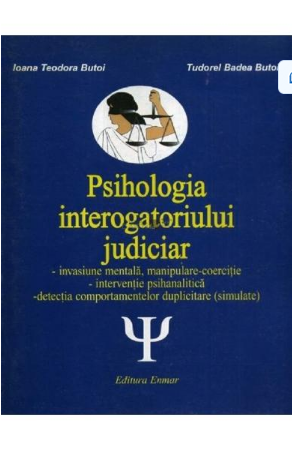 Ioana Teodora Butoi
Tudorel Badea Butoi
Psihologia
interogatoriului
judiciar
- invasiune mentală, manipulare-coerciție
- intervenție psihanalitică
-detecția comportamentelor duplicitare (simulate)
Ψ
Editura Enmar